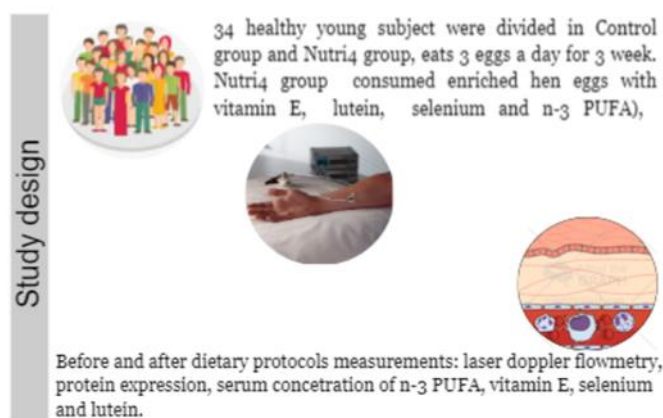 34 healthy young subject were divided in Control
group and Nutri4 group, eats 3 eggs a day for 3 week.
Nutri4 group consumed enriched hen eggs with
vitamin E, lutein, selenium and n-3 PUFA),
Study design
Before and after dietary protocols measurements: laser doppler flowmetry,
protein expression, serum concetration of n-3 PUFA, vitamin E, selenium
and lutein.